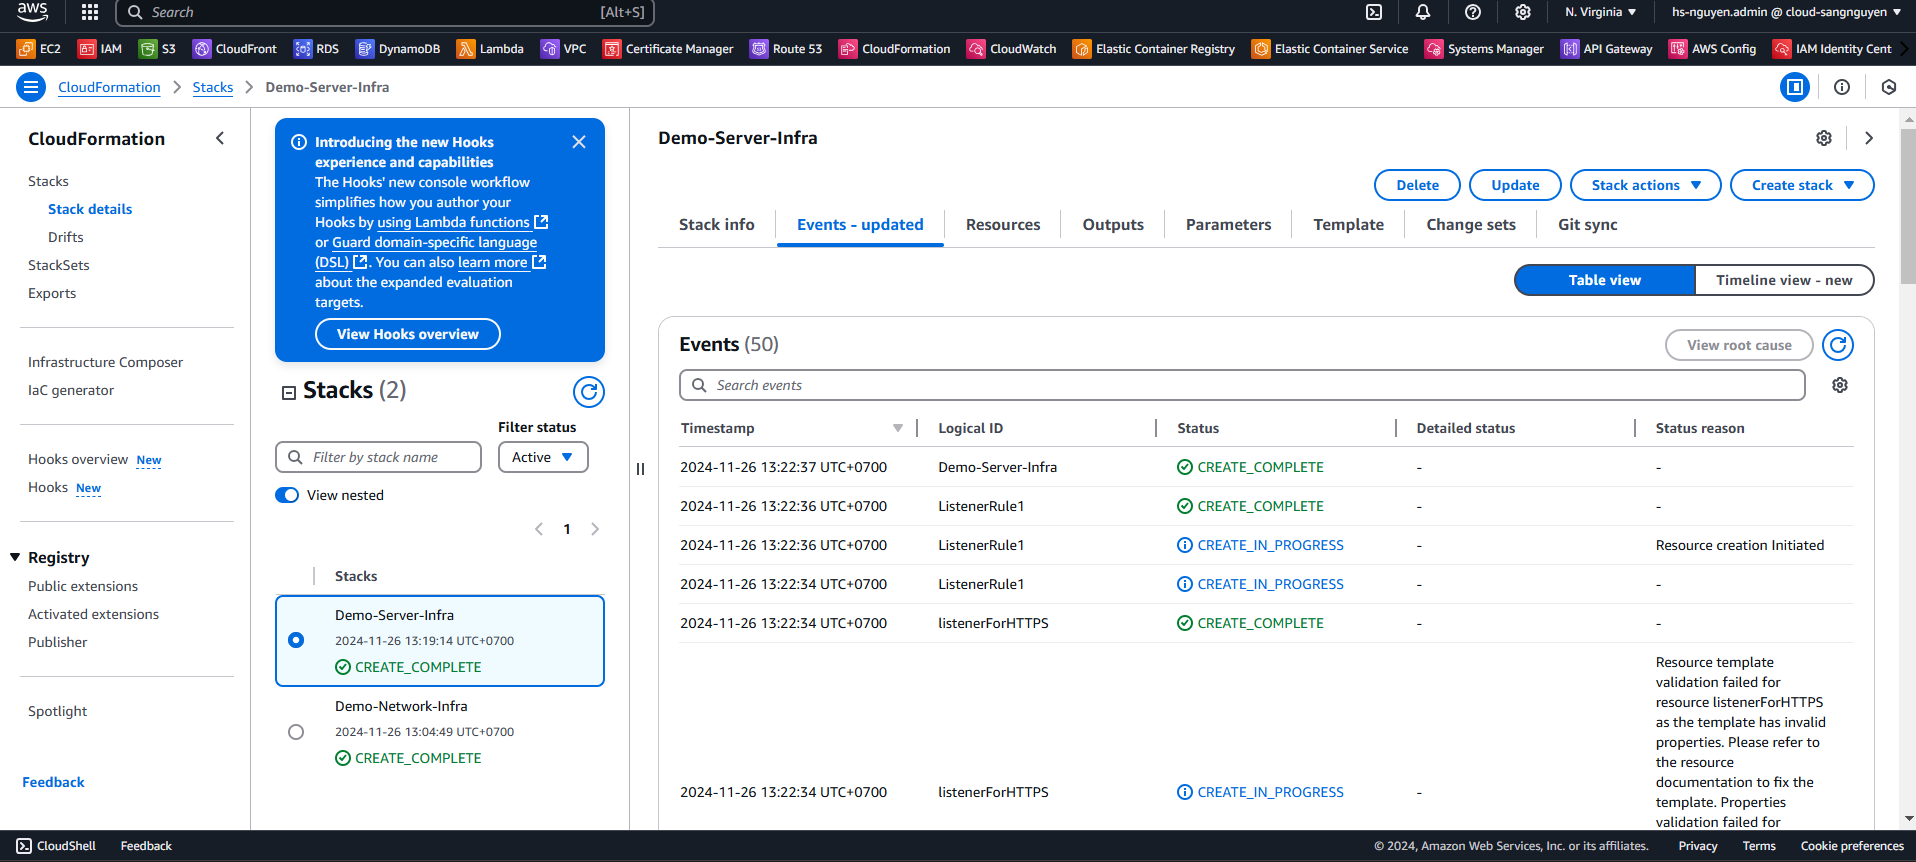 aws
Search [Alt+S]
N. Virginia
hs-nguyen.admin @ cloud-sangnguyen
EC2 IAM S3 CloudFront RDS DynamoDB Lambda VPC Certificate Manager Route 53 CloudFormation CloudWatch Elastic Container Registry Elastic Container Service Systems Manager API Gateway AWS Config IAM Identity Cent
CloudFormation > Stacks > Demo-Server-Infra
CloudFormation
Stacks
Stack details
Drifts
StackSets
Exports
Infrastructure Composer
IaC generator
Hooks overview New
Hooks New
Registry
Public extensions
Activated extensions
Publisher
Spotlight
Feedback
Introducing the new Hooks
experience and capabilities
The Hooks' new console workflow
simplifies how you author your
Hooks by using Lambda functions
or Guard domain-specific language
(DSL). You can also learn more
about the expanded evaluation
targets.
View Hooks overview
Stacks (2)
Filter status
Filter by stack name
Active
View nested
1
Stacks
Demo-Server-Infra
2024-11-26 13:19:14 UTC+0700
CREATE_COMPLETE
Demo-Network-Infra
2024-11-26 13:04:49 UTC+0700
CREATE_COMPLETE
Demo-Server-Infra
Delete Update Stack actions Create stack
Stack info Events - updated Resources Outputs Parameters Template Change sets Git sync
Table view Timeline view - new
Events (50)
View root cause
Search events
Timestamp Logical ID Status Detailed status Status reason
2024-11-26 13:22:37 UTC+0700 Demo-Server-Infra CREATE_COMPLETE - -
2024-11-26 13:22:36 UTC+0700 ListenerRule1 CREATE_COMPLETE - -
2024-11-26 13:22:36 UTC+0700 ListenerRule1 CREATE_IN_PROGRESS - Resource creation Initiated
2024-11-26 13:22:34 UTC+0700 ListenerRule1 CREATE_IN_PROGRESS - -
2024-11-26 13:22:34 UTC+0700 listenerForHTTPS CREATE_COMPLETE - -
2024-11-26 13:22:34 UTC+0700 listenerForHTTPS CREATE_IN_PROGRESS -
Resource template
validation failed for
resource listenerForHTTPS
as the template has invalid
properties. Please refer to
the resource
documentation to fix the
template. Properties
validation failed for
CloudShell Feedback
© 2024, Amazon Web Services, Inc. or its affiliates. Privacy Terms Cookie preferences